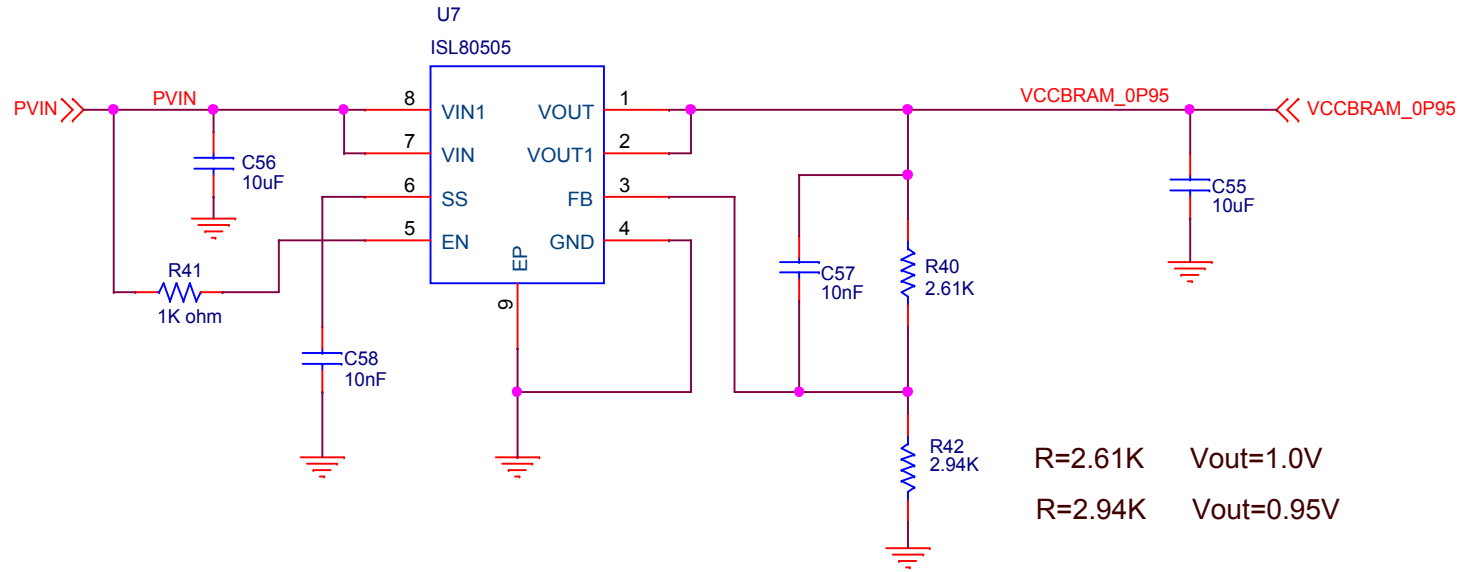 U7
ISL80505
PVIN
PVIN
8
VIN1
VOUT
1
VCCBRAM_0P95
VCCBRAM_0P95
7
VIN
VOUT1
2
C56
10uF
6
SS
FB
3
C55
10uF
5
EN
GND
4
EP
9
R41
1K ohm
C57
10nF
R40
2.61K
C58
10nF
R42
2.94K
R=2.61K Vout=1.0V
R=2.94K Vout=0.95V